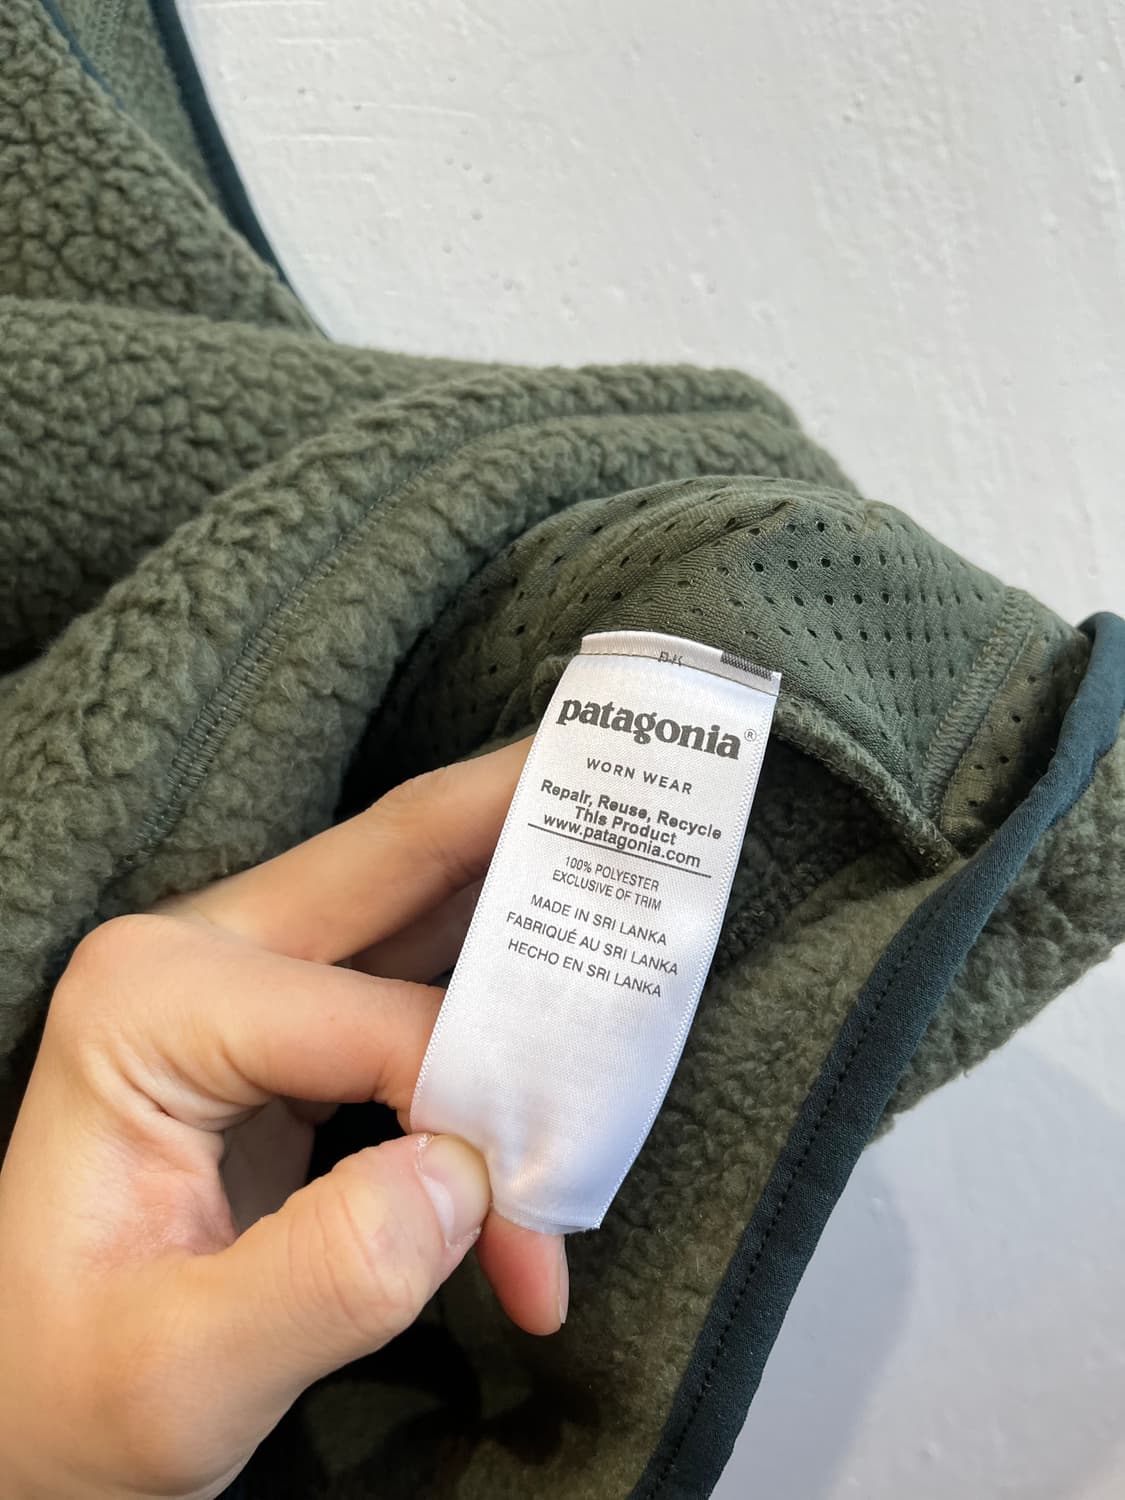 patagonia®
WORN WEAR
Repair, Reuse, Recycle
This Product
www.patagonia.com
100% POLYESTER
EXCLUSIVE OF TRIM
MADE IN SRI LANKA
FABRIQUÉ AU SRI LANKA
HECHO EN SRI LANKA